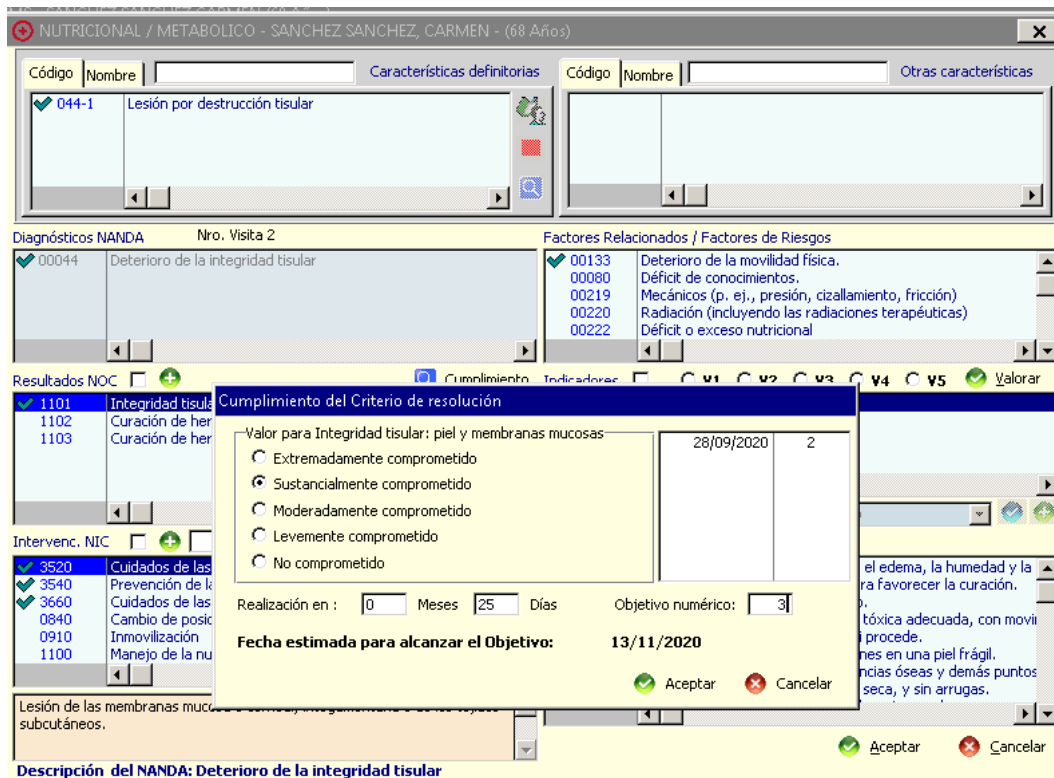 NUTRICIONAL / METABOLICO - SANCHEZ SANCHEZ, CARMEN - (68 Años)
Código Nombre Características definitorias
044-1 Lesión por destrucción tisular
Código Nombre Otras características
Diagnósticos NANDA Nro. Visita 2
00044 Deterioro de la integridad tisular
Factores Relacionados / Factores de Riesgos
00133 Deterioro de la movilidad física.
00080 Déficit de conocimientos.
00219 Mecánicos (p. ej., presión, cizallamiento, fricción)
00220 Radiación (incluyendo las radiaciones terapéuticas)
00222 Déficit o exceso nutricional
Resultados NOC Cumplimiento Indicadores V1 V2 V3 V4 V5 Valorar
1101 Integridad tisula
1102 Curación de her
1103 Curación de her
Cumplimiento del Criterio de resolución
Valor para Integridad tisular: piel y membranas mucosas
Extremadamente comprometido
Sustancialmente comprometido
Moderadamente comprometido
Levemente comprometido
No comprometido
28/09/2020 2
Realización en : 0 Meses 25 Días Objetivo numérico: 3
Fecha estimada para alcanzar el Objetivo: 13/11/2020
Aceptar Cancelar
Intervenc. NIC
3520 Cuidados de las
3540 Prevención de la
3660 Cuidados de las
0840 Cambio de posic
0910 Inmovilización
1100 Manejo de la nu
el edema, la humedad y la
ra favorecer la curación.
tóxica adecuada, con movin
i procede.
nes en una piel frágil.
ncias óseas y demás puntos
seca, y sin arrugas.
Lesión de las membranas
subcutáneos.
Aceptar Cancelar
Descripción del NANDA: Deterioro de la integridad tisular